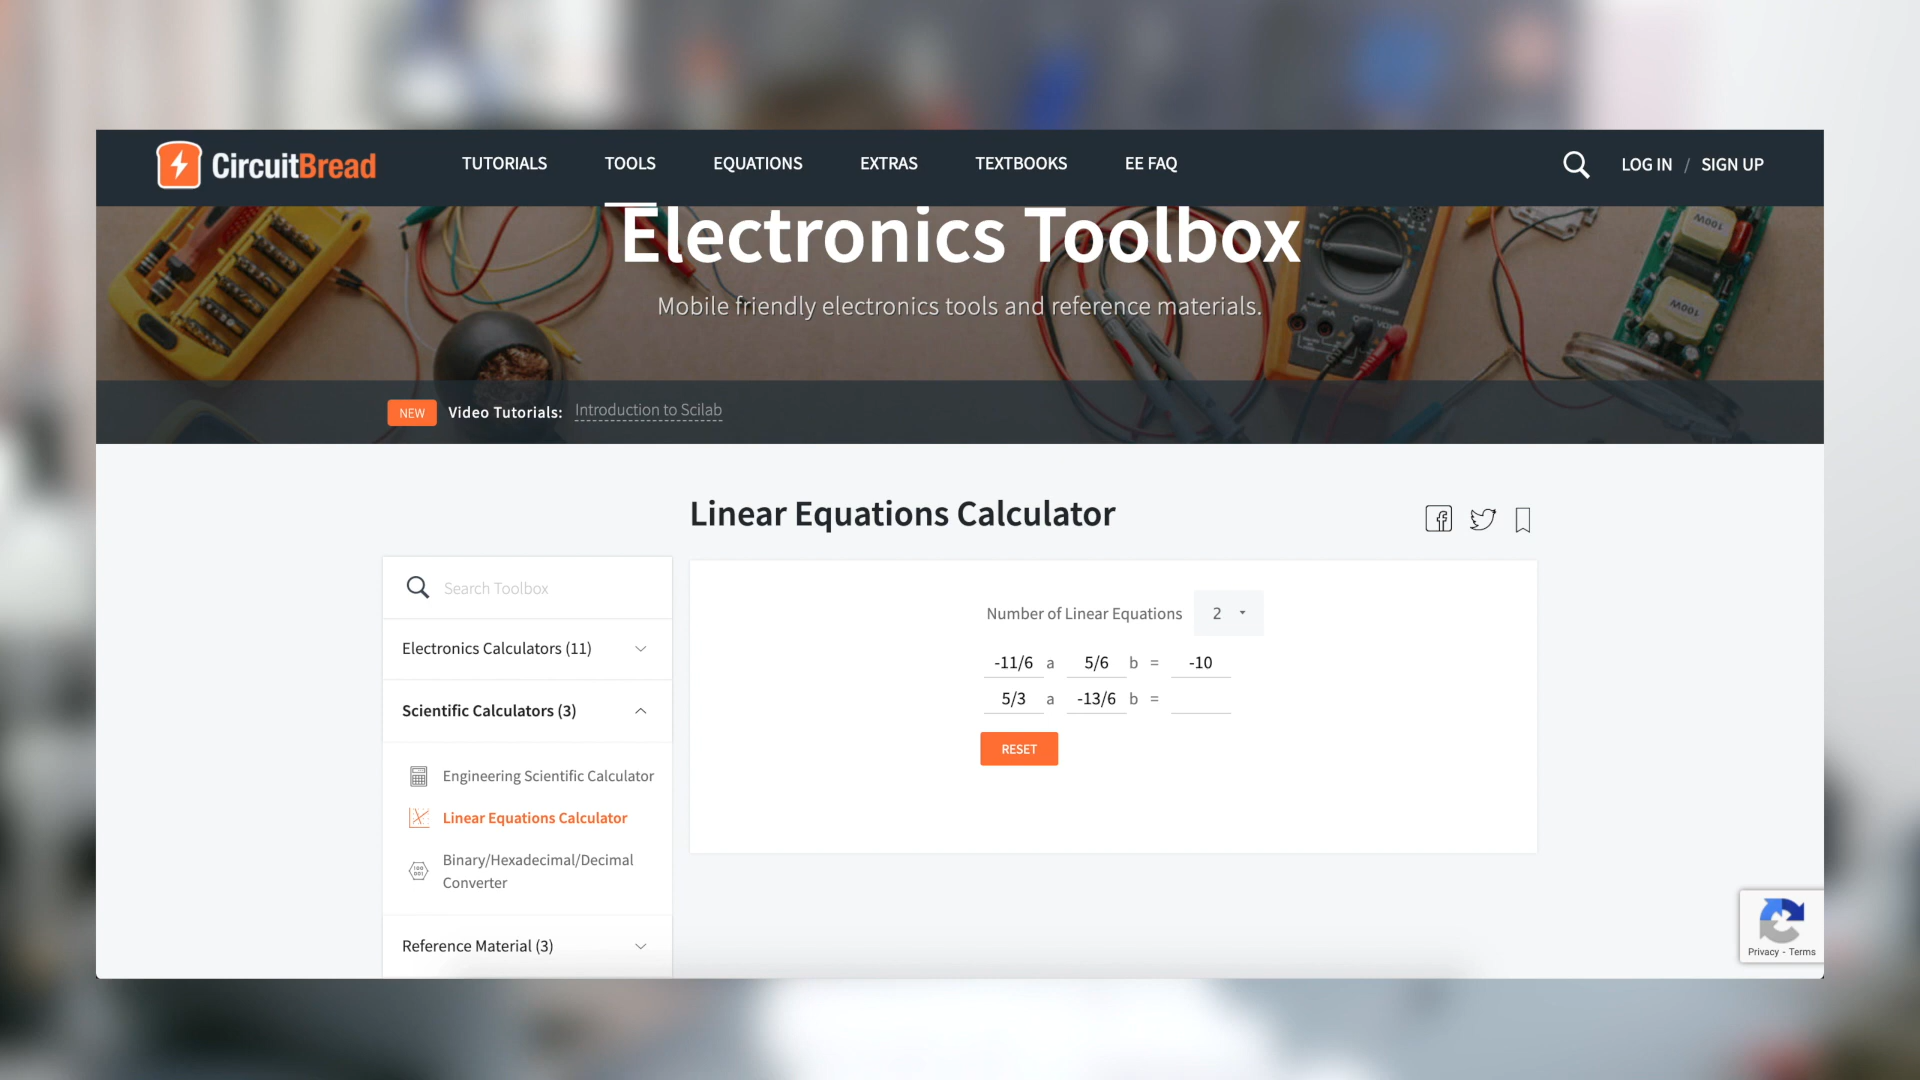 CircuitBread
TUTORIALS TOOLS EQUATIONS EXTRAS TEXTBOOKS EE FAQ
LOG IN / SIGN UP
Electronics Toolbox
Mobile friendly electronics tools and reference materials.
NEW Video Tutorials: Introduction to Scilab
Linear Equations Calculator
Search Toolbox
Electronics Calculators (11)
Scientific Calculators (3)
Engineering Scientific Calculator
Linear Equations Calculator
Binary/Hexadecimal/Decimal
Converter
Reference Material (3)
Number of Linear Equations 2
-11/6 a 5/6 b = -10
5/3 a -13/6 b =
RESET
Privacy - Terms